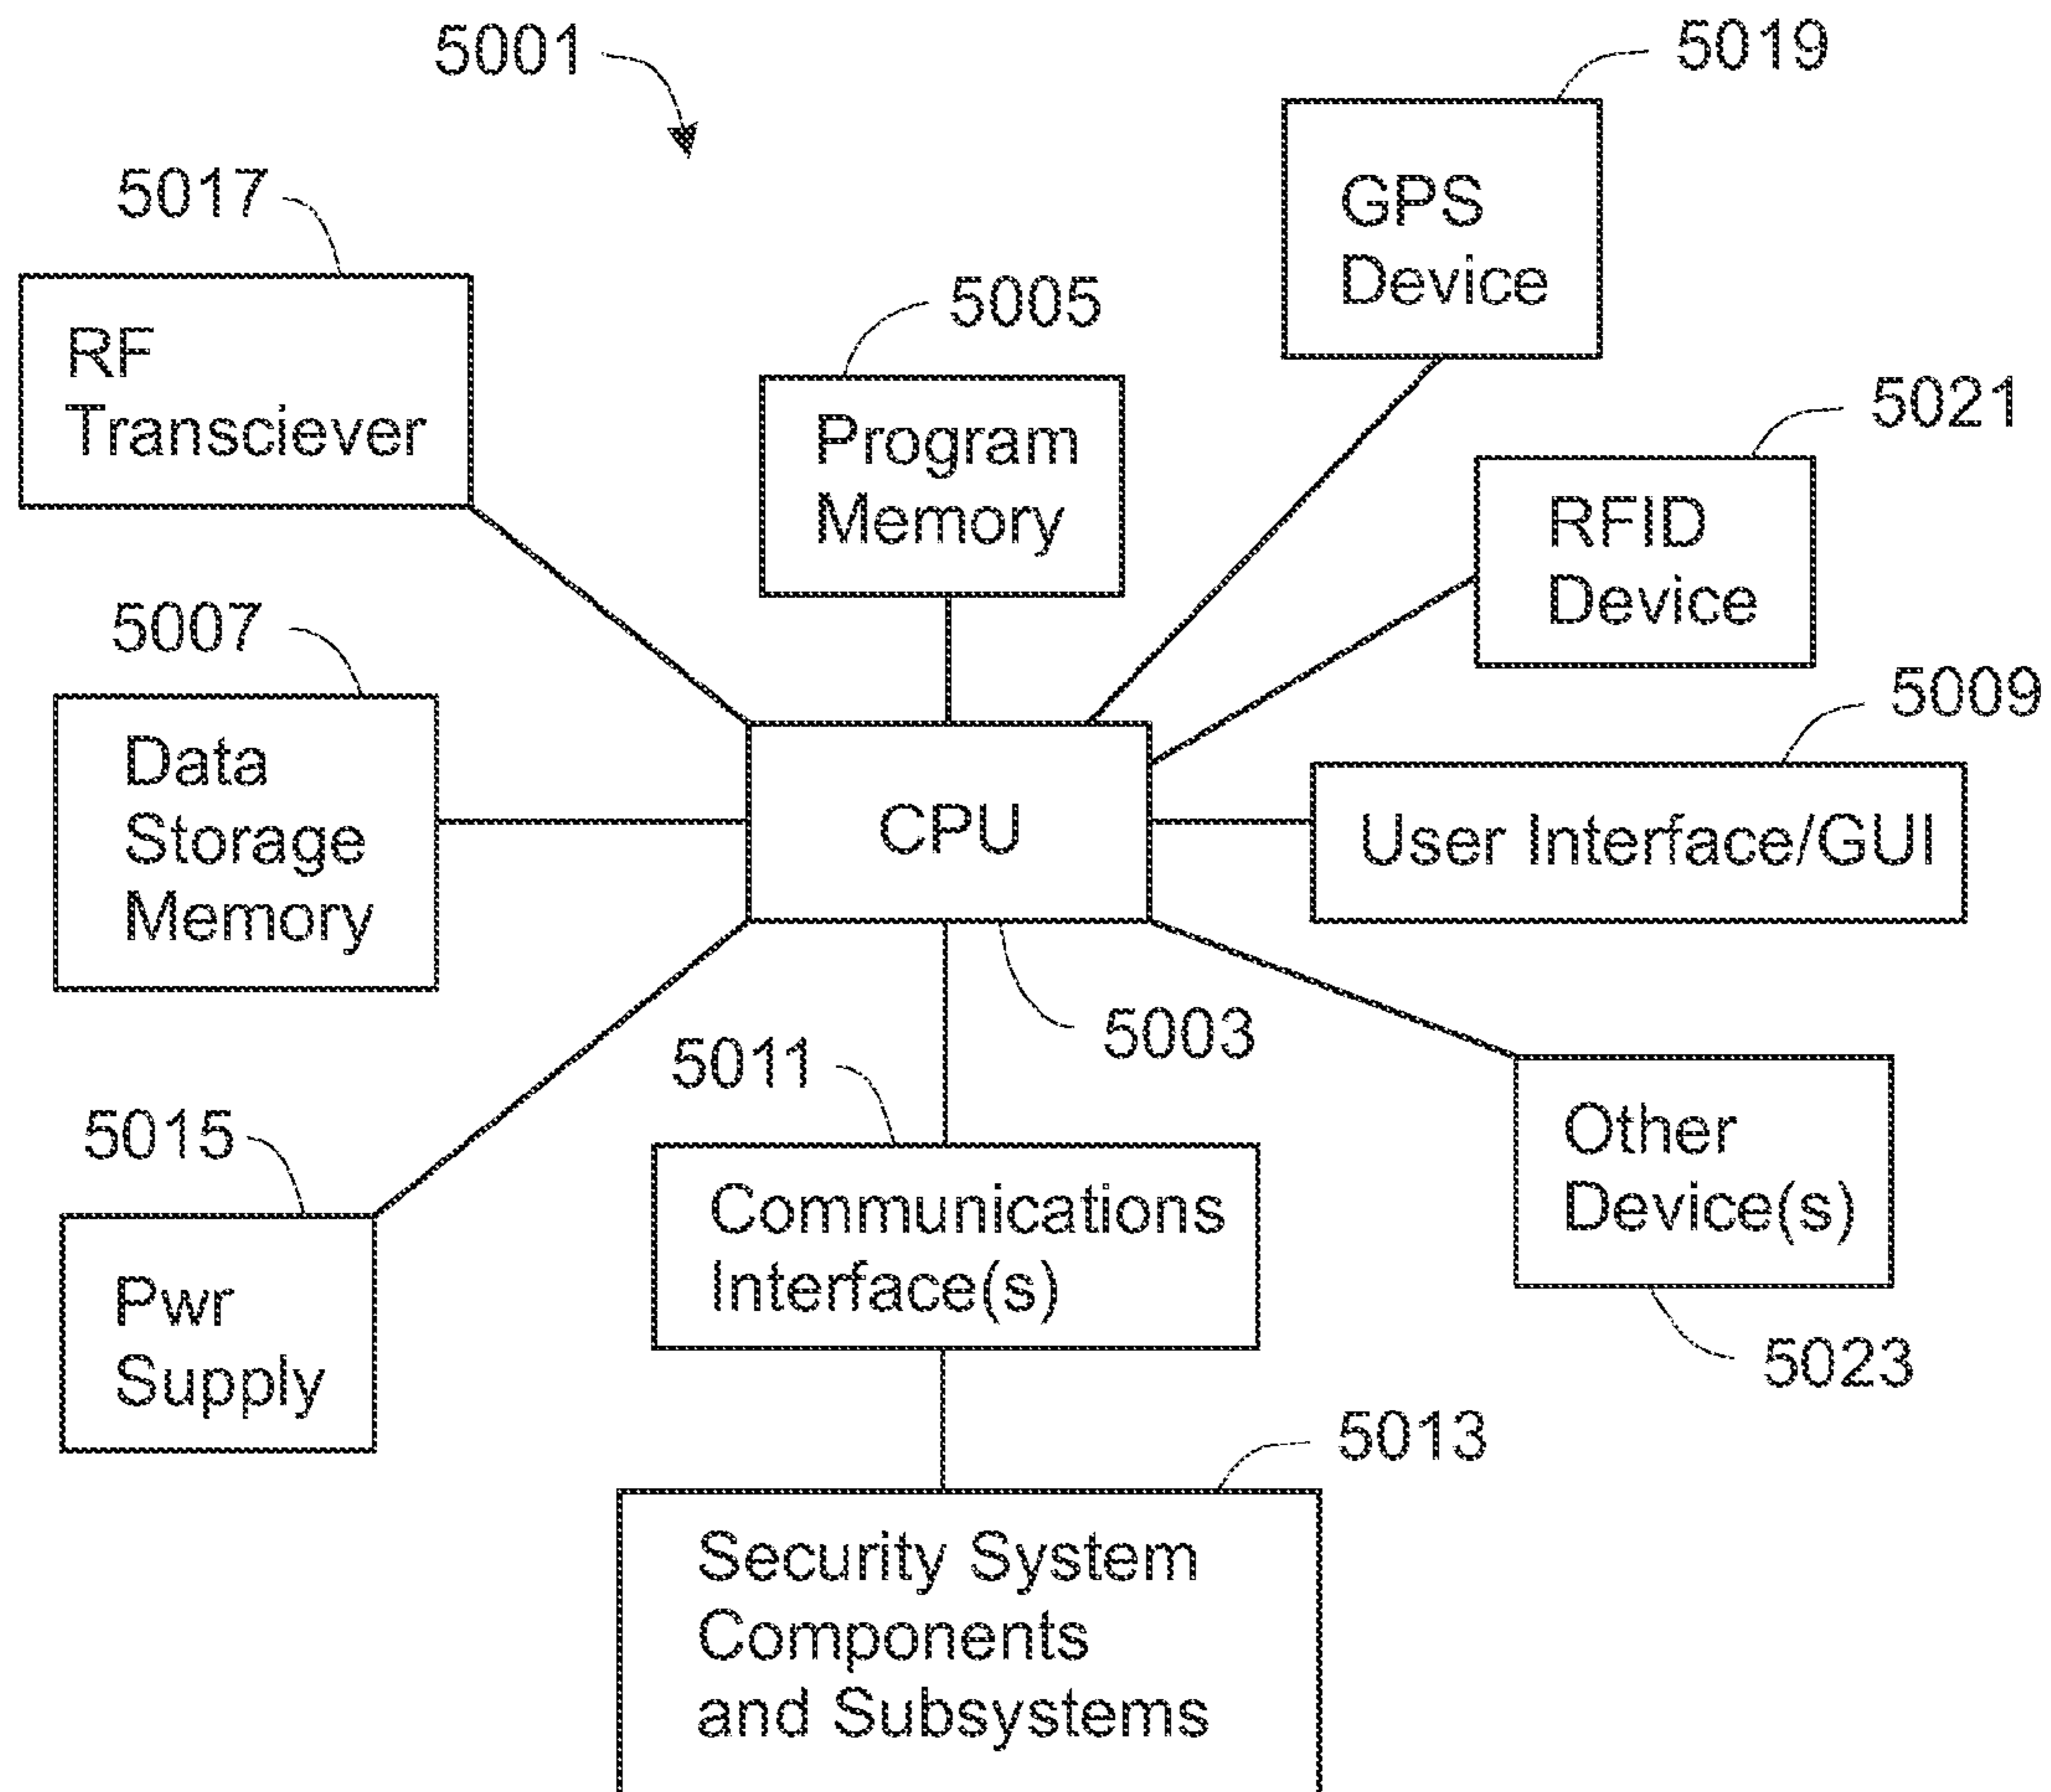 5001
5019
GPS
Device
5017
RF
Transciever
5005
Program
Memory
5021
RFID
Device
5007
Data
Storage
Memory
CPU
5009
User Interface/GUI
5003
5011
Communications
Interface(s)
5015
Pwr
Supply
Other
Device(s)
5023
5013
Security System
Components
and Subsystems